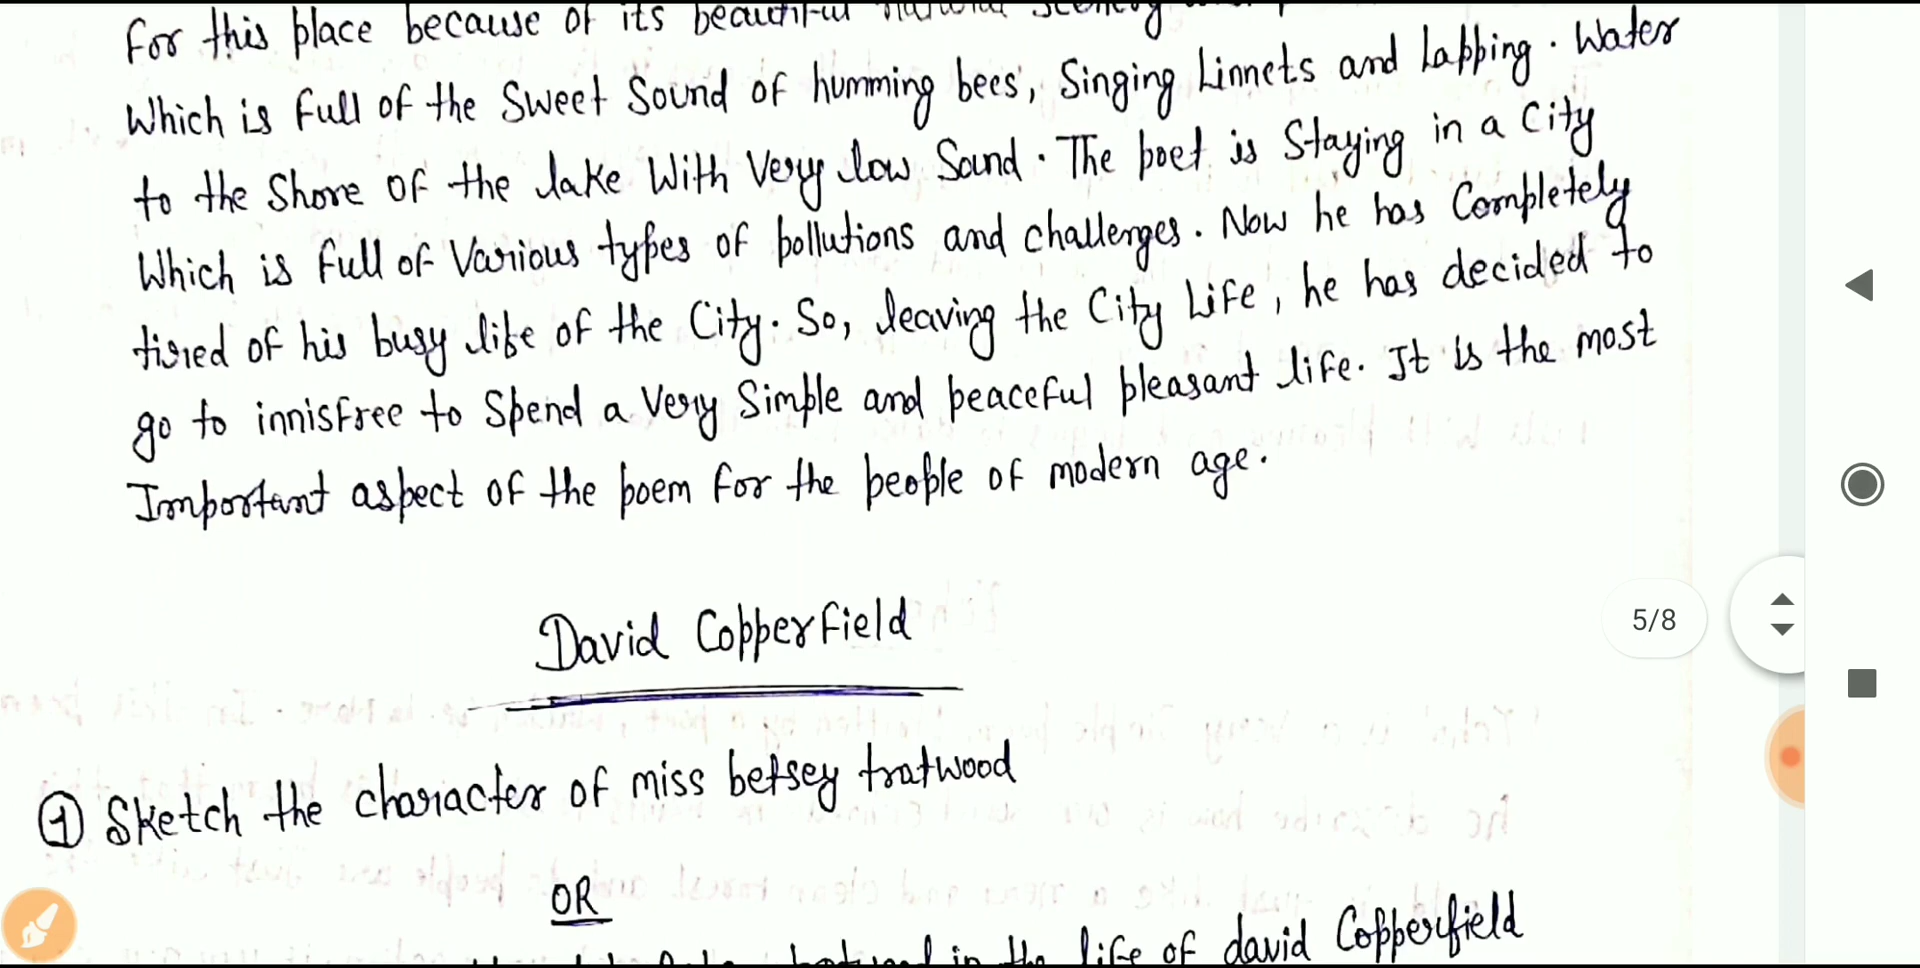 For this place because of its beautiful natural scenery
Which is Full of the Sweet Sound of humming bees', Singing Linnets and Lapping . Water
to the Shore of the lake With Very low Sound . The poet is Staying in a City
Which is Full of Various types of pollutions and challenges . Now he has Completely
tired of his busy life of the City. So, leaving the City Life, he has decided to
go to innisfree to Spend a Very Simple and peaceful pleasant life. It is the most
Important aspect of the poem for the people of modern age.
David Copperfield
5/8
① Sketch the character of miss betsey tratwood
OR
in the life of david Copperfield